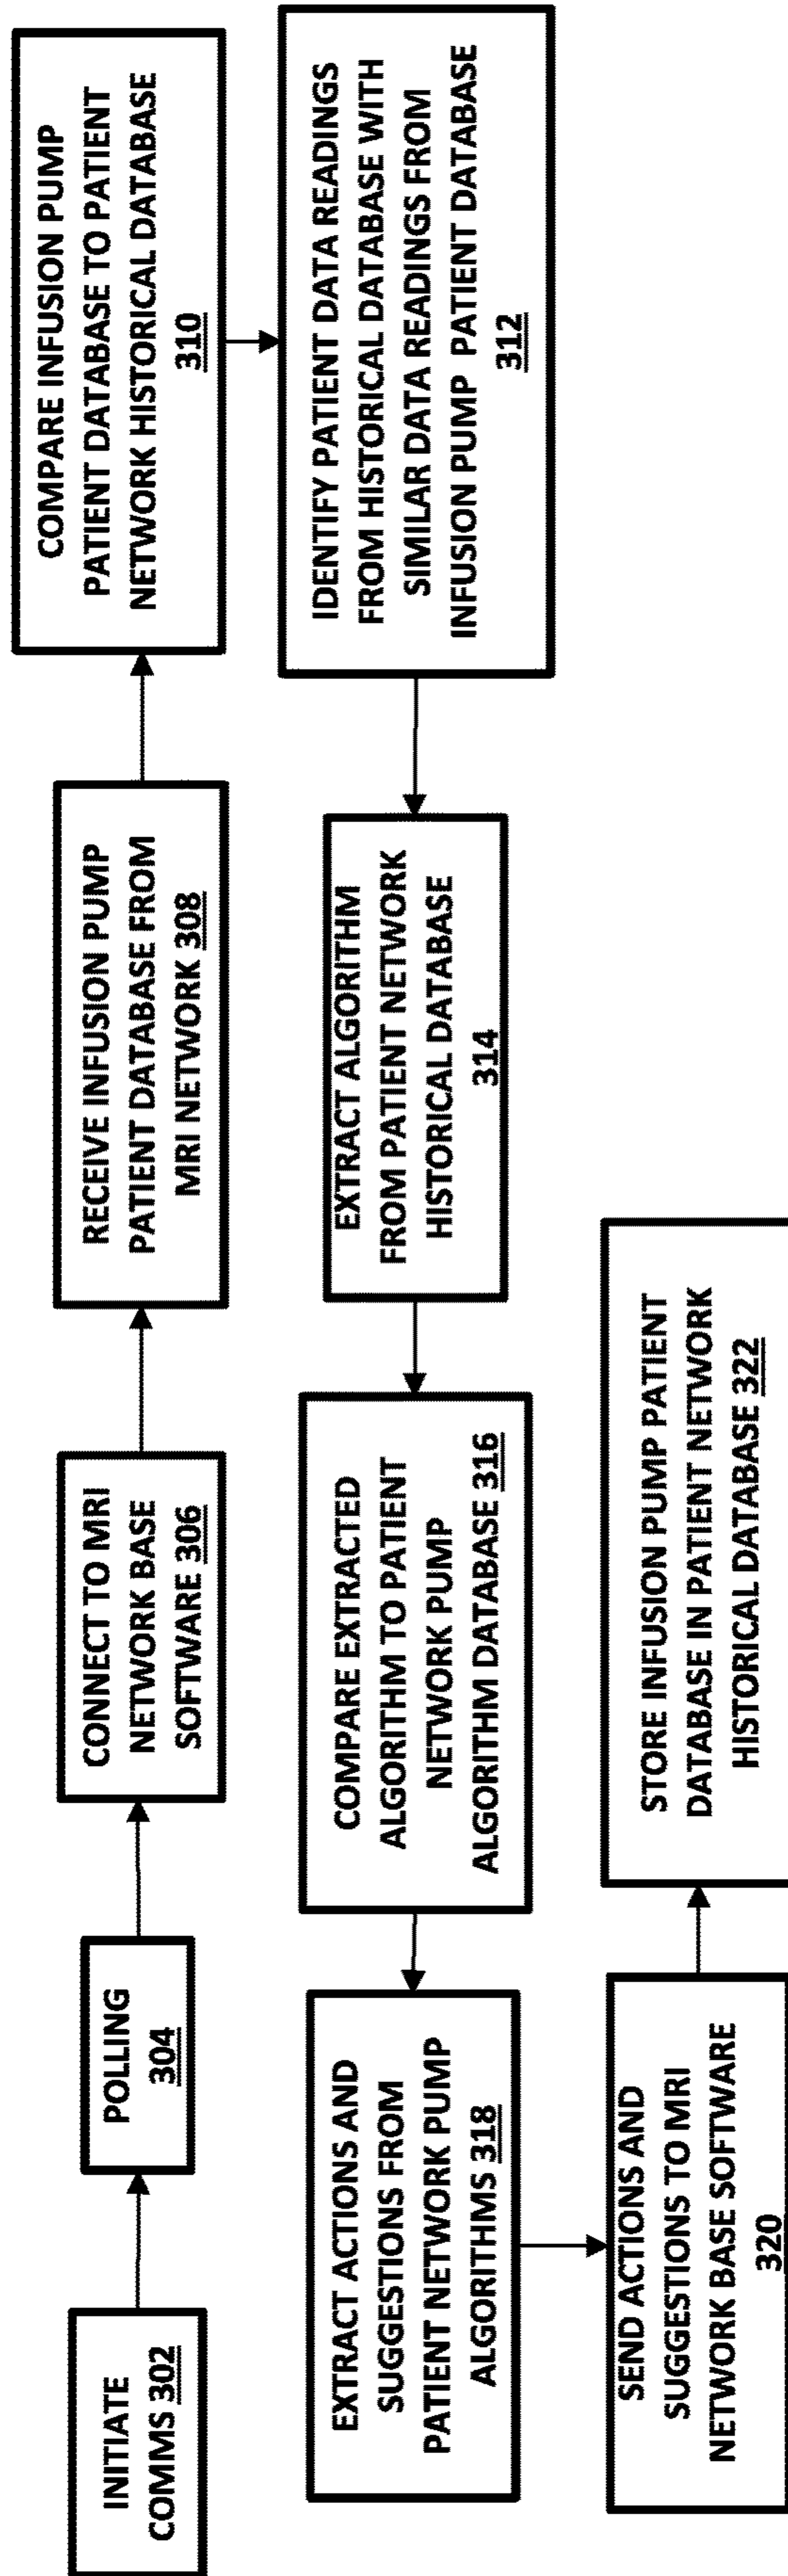 INITIATE
COMMS 302
POLLING
304
CONNECT TO MRI
NETWORK BASE
SOFTWARE 306
RECEIVE INFUSION PUMP
PATIENT DATABASE FROM
MRI NETWORK 308
COMPARE INFUSION PUMP
PATIENT DATABASE TO PATIENT
NETWORK HISTORICAL DATABASE
310
IDENTIFY PATIENT DATA READINGS
FROM HISTORICAL DATABASE WITH
SIMILAR DATA READINGS FROM
INFUSION PUMP PATIENT DATABASE
312
EXTRACT ALGORITHM
FROM PATIENT NETWORK
HISTORICAL DATABASE
314
COMPARE EXTRACTED
ALGORITHM TO PATIENT
NETWORK PUMP
ALGORITHM DATABASE 316
EXTRACT ACTIONS AND
SUGGESTIONS FROM
PATIENT NETWORK PUMP
ALGORITHMS 318
SEND ACTIONS AND
SUGGESTIONS TO MRI
NETWORK BASE SOFTWARE
320
STORE INFUSION PUMP PATIENT
DATABASE IN PATIENT NETWORK
HISTORICAL DATABASE 322